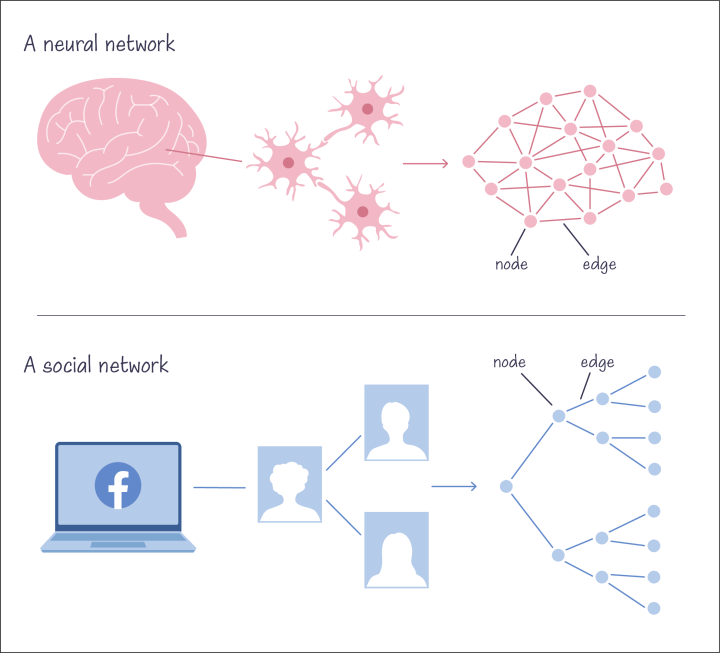 A neural network
node
edge
A social network
node
edge
f